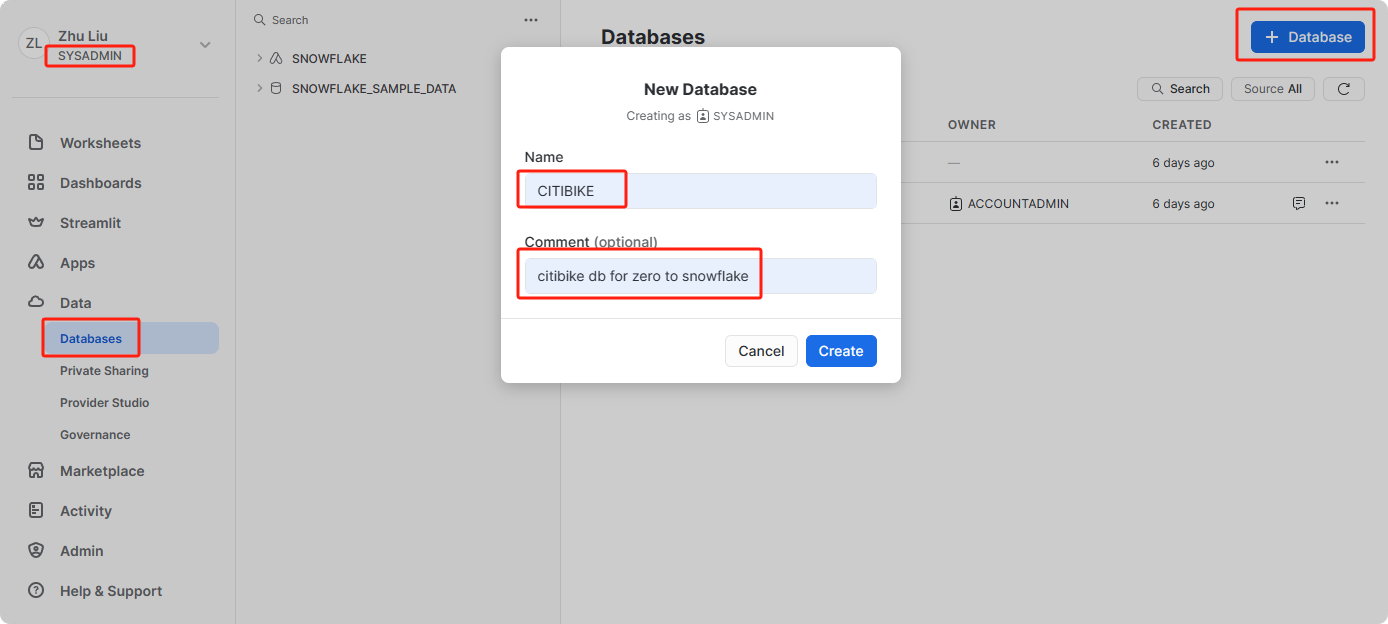 ZL
Zhu Liu
SYSADMIN
Worksheets
Dashboards
Streamlit
Apps
Data
Databases
Private Sharing
Provider Studio
Governance
Marketplace
Activity
Admin
Help & Support
Search
SNOWFLAKE
SNOWFLAKE_SAMPLE_DATA
Databases
+ Database
Search
Source All
OWNER CREATED
— 6 days ago
ACCOUNTADMIN 6 days ago
New Database
Creating as SYSADMIN
Name
CITIBIKE
Comment (optional)
citibike db for zero to snowflake
Cancel
Create